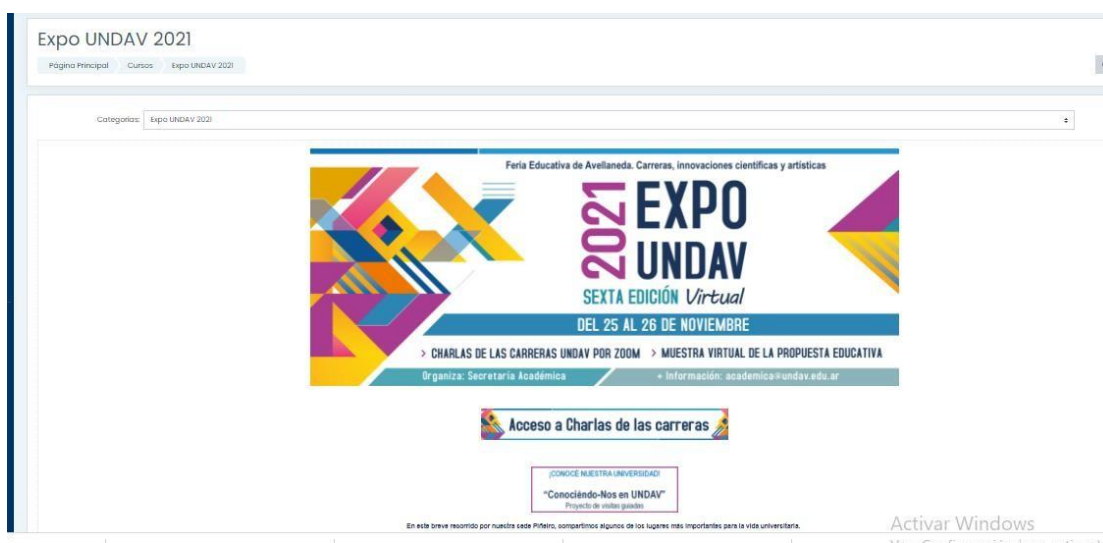 Expo UNDAV 2021
Página Principal Cursos Expo UNDAV 2021
Categorías: Expo UNDAV 2021
Feria Educativa de Avellaneda. Carreras, innovaciones científicas y artísticas
2021 EXPO
UNDAV
SEXTA EDICIÓN Virtual
DEL 25 AL 26 DE NOVIEMBRE
> CHARLAS DE LAS CARRERAS UNDAV POR ZOOM > MUESTRA VIRTUAL DE LA PROPUESTA EDUCATIVA
Organiza: Secretaría Académica + Información: academica@undav.edu.ar
Acceso a Charlas de las carreras
¡CONOCÉ NUESTRA UNIVERSIDAD!
"Conociéndo-Nos en UNDAV"
Proyecto de visitas guiadas
En este breve recorrido por nuestra sede Piñeiro, compartimos algunos de los lugares más importantes para la vida universitaria.
Activar Windows